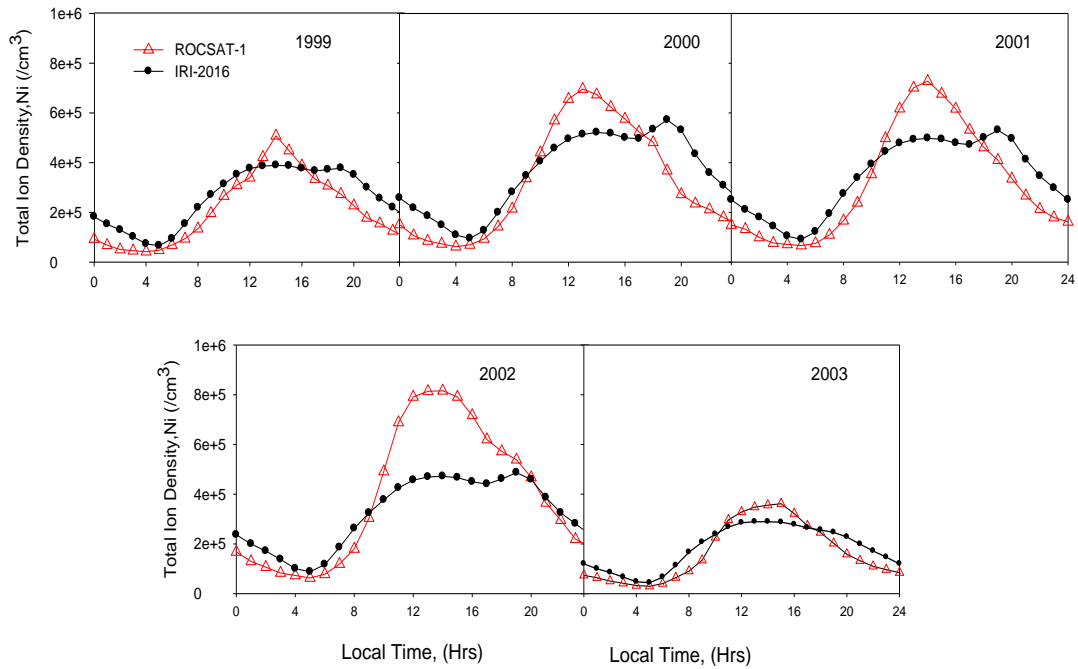 1e+6
8e+5
6e+5
4e+5
2e+5
0
Total Ion Density,Ni (/cm3)
ROCSAT-1
IRI-2016
1999
2000
2001
0 4 8 12 16 20 0 4 8 12 16 20 0 4 8 12 16 20 24
1e+6
8e+5
6e+5
4e+5
2e+5
0
Total Ion Density,Ni (/cm3)
2002
2003
0 4 8 12 16 20 0 4 8 12 16 20 24
Local Time, (Hrs) Local Time, (Hrs)